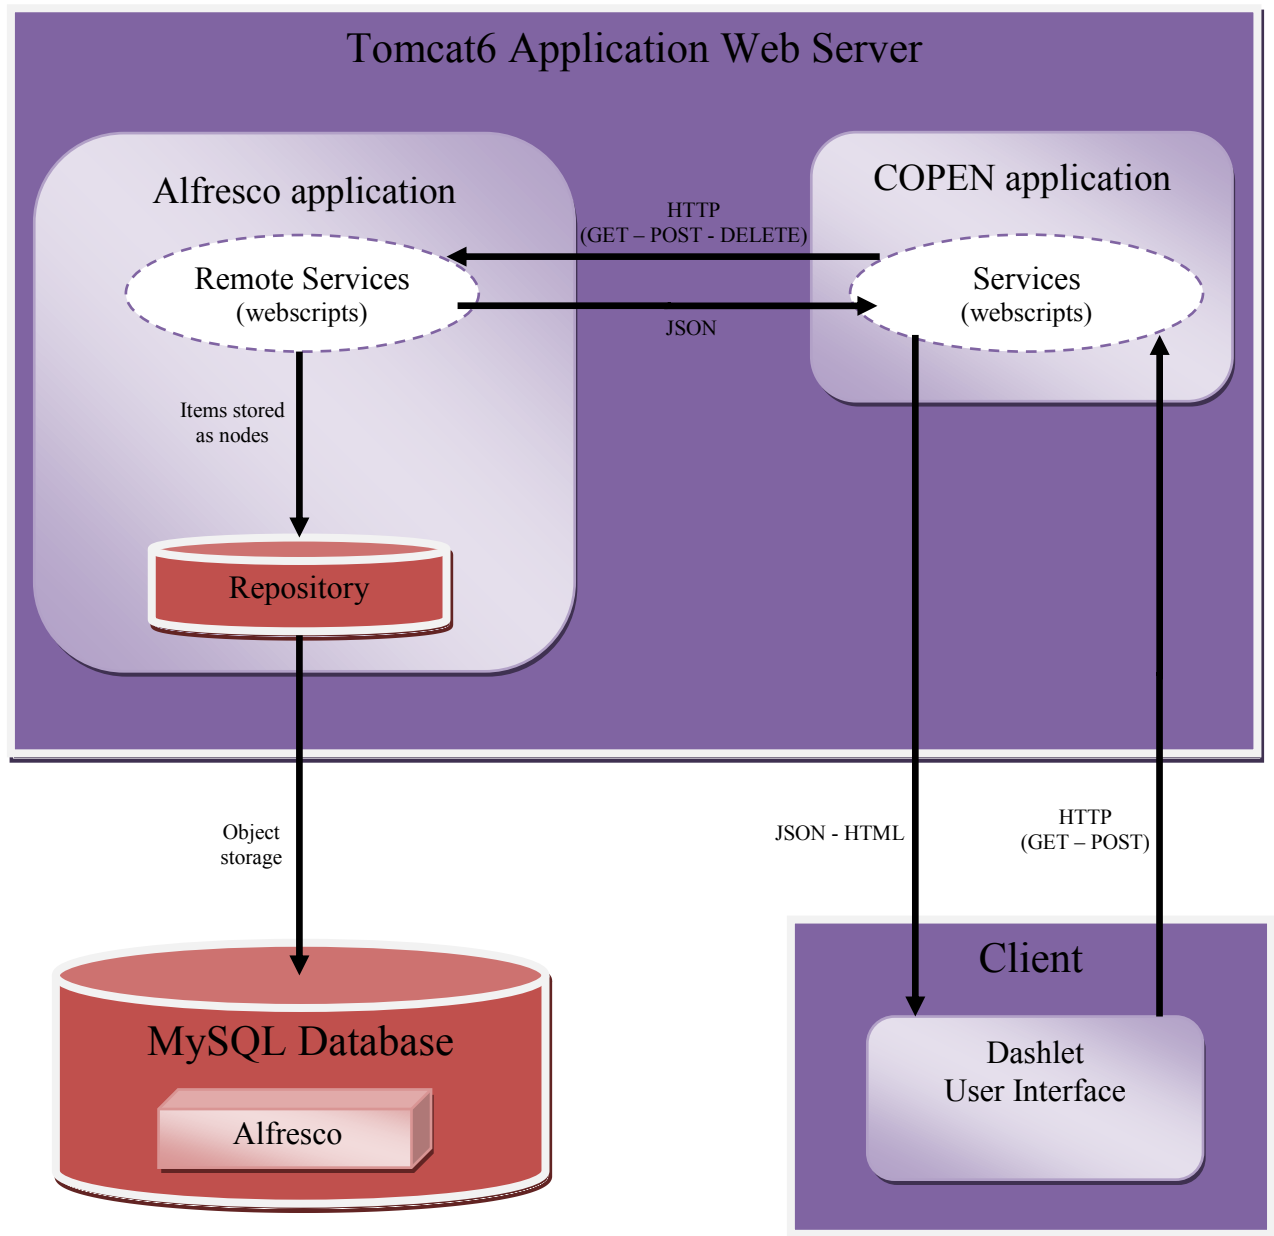 Tomcat6 Application Web Server
Alfresco application
COPEN application
HTTP
(GET – POST - DELETE)
Remote Services
(webscripts)
Services
(webscripts)
JSON
Items stored
as nodes
Repository
Object
storage
JSON - HTML
HTTP
(GET – POST)
Client
MySQL Database
Dashlet
User Interface
Alfresco